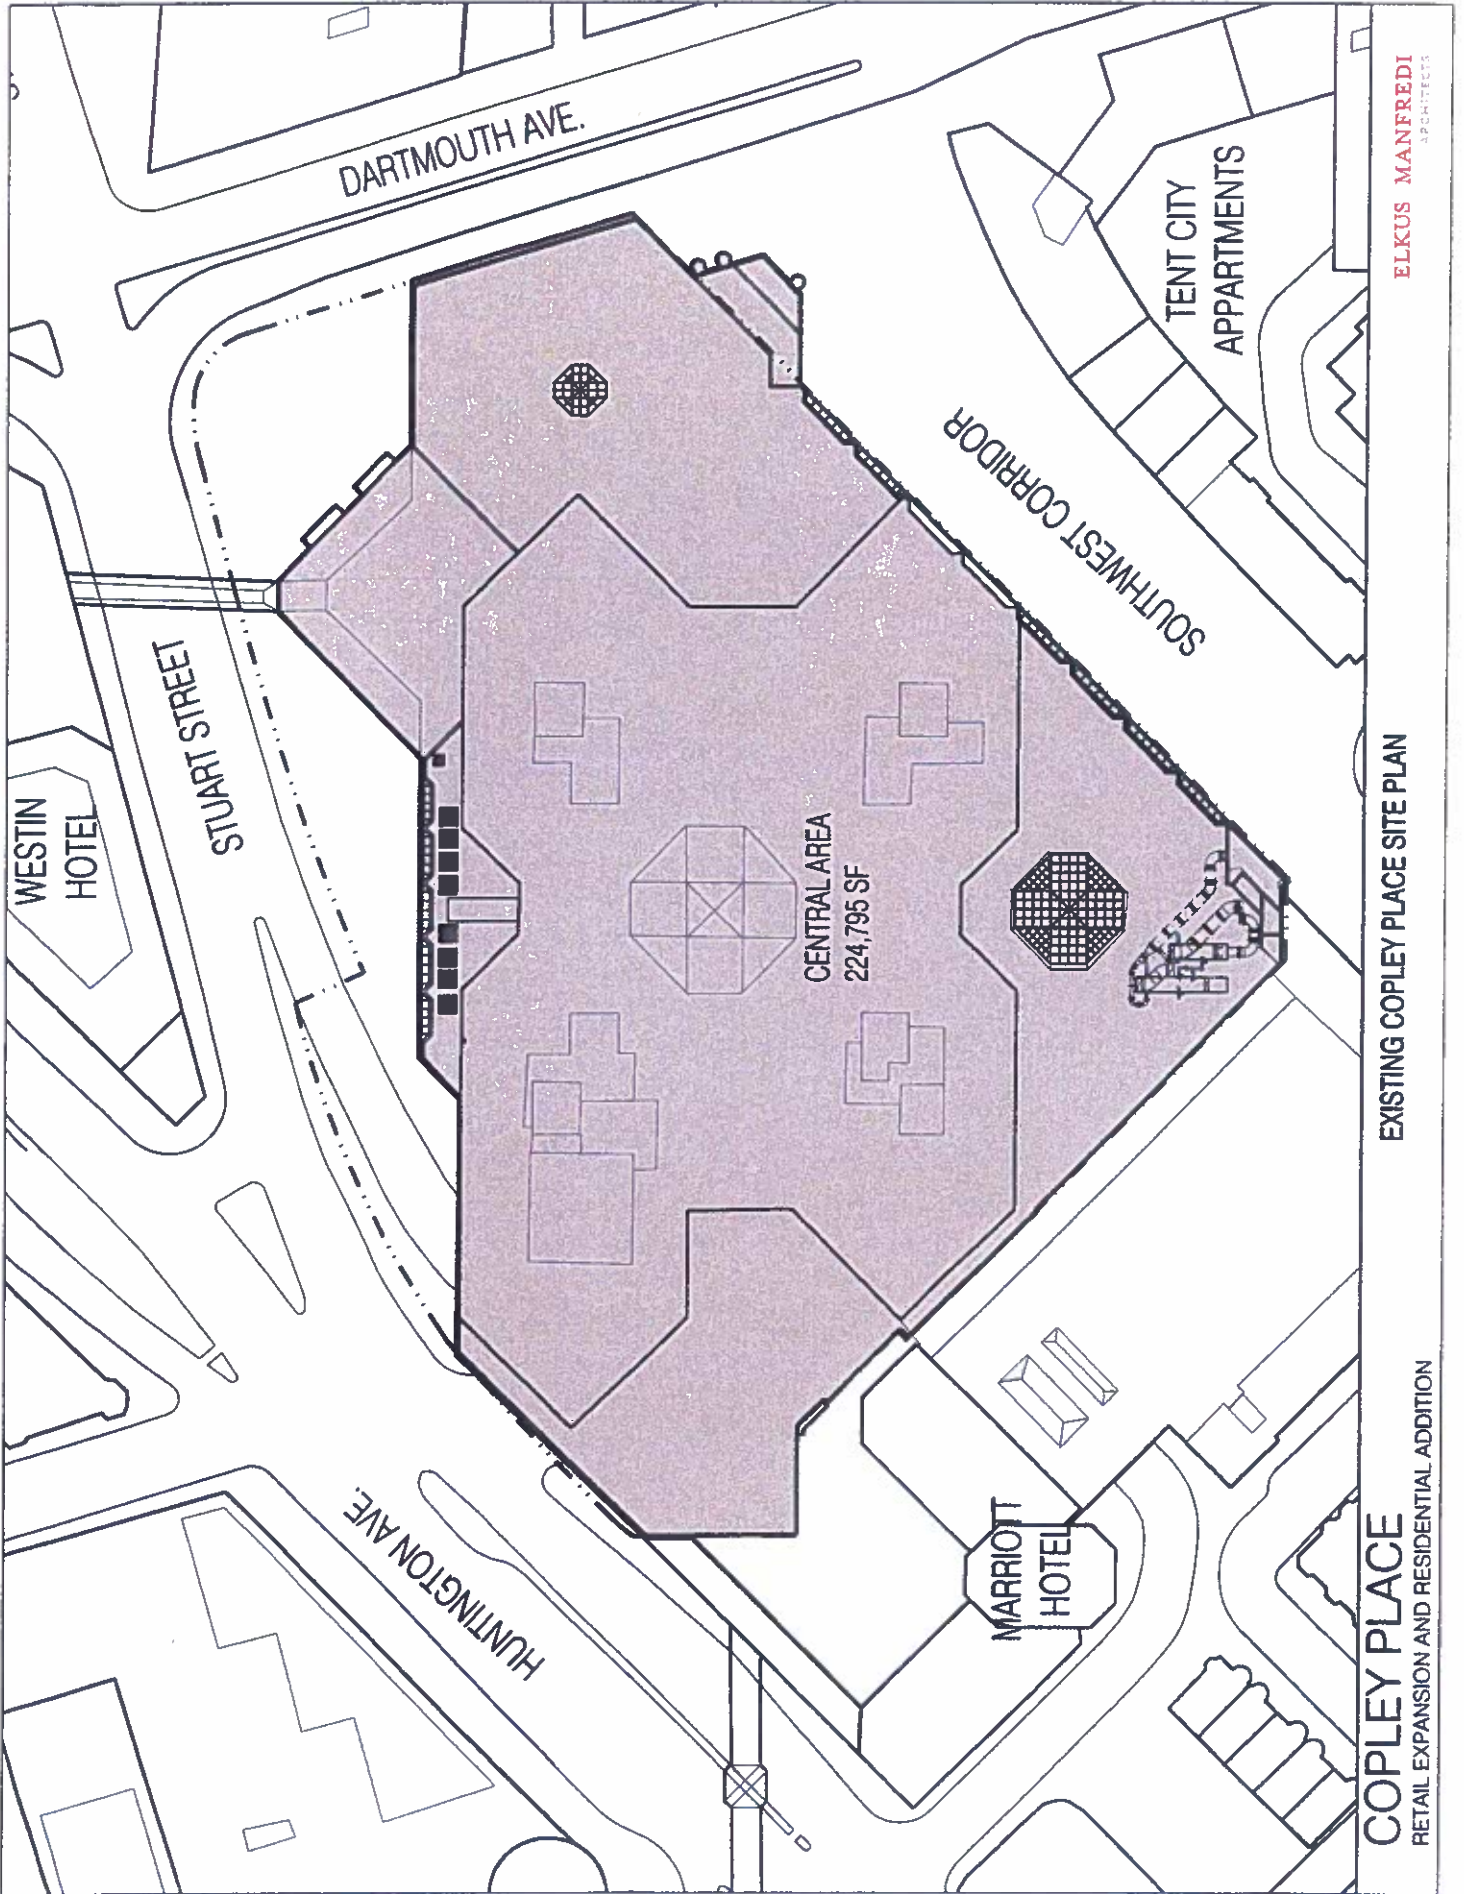 WESTIN
HOTEL
STUART STREET
DARTMOUTH AVE.
HUNTINGTON AVE.
CENTRAL AREA
224,795 SF
SOUTHWEST CORRIDOR
TENT CITY
APPARTMENTS
MARRIOTT
HOTEL
COPLEY PLACE
RETAIL EXPANSION AND RESIDENTIAL ADDITION
EXISTING COPLEY PLACE SITE PLAN
ELKUS MANFREDI
ARCHITECTS